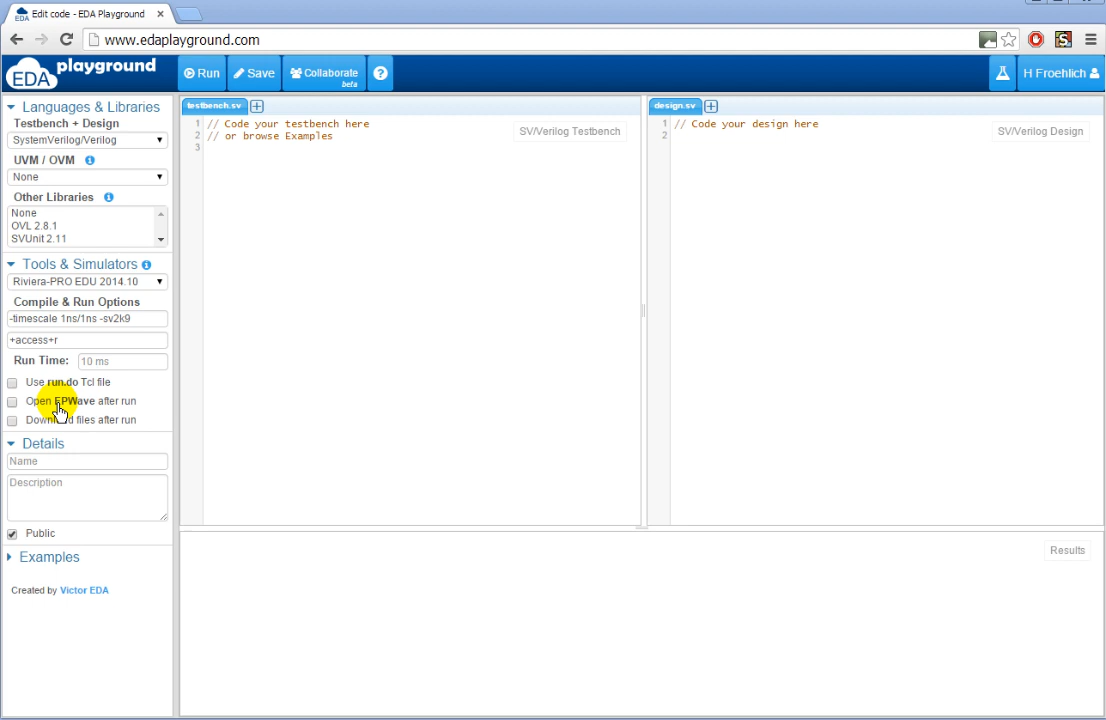 Edit code - EDA Playground
www.edaplayground.com
EDA playground
Run
Save
Collaborate
beta
?
H Froehlich
Languages & Libraries
Testbench + Design
SystemVerilog/Verilog
UVM / OVM
None
Other Libraries
None
OVL 2.8.1
SVUnit 2.11
Tools & Simulators
Riviera-PRO EDU 2014.10
Compile & Run Options
-timescale 1ns/1ns -sv2k9
+access+r
Run Time: 10 ms
Use run.do Tcl file
Open EPWave after run
Download files after run
Details
Name
Description
Public
Examples
Created by Victor EDA
testbench.sv
1 // Code your testbench here
2 // or browse Examples
3
SV/Verilog Testbench
design.sv
1 // Code your design here
2
SV/Verilog Design
Results